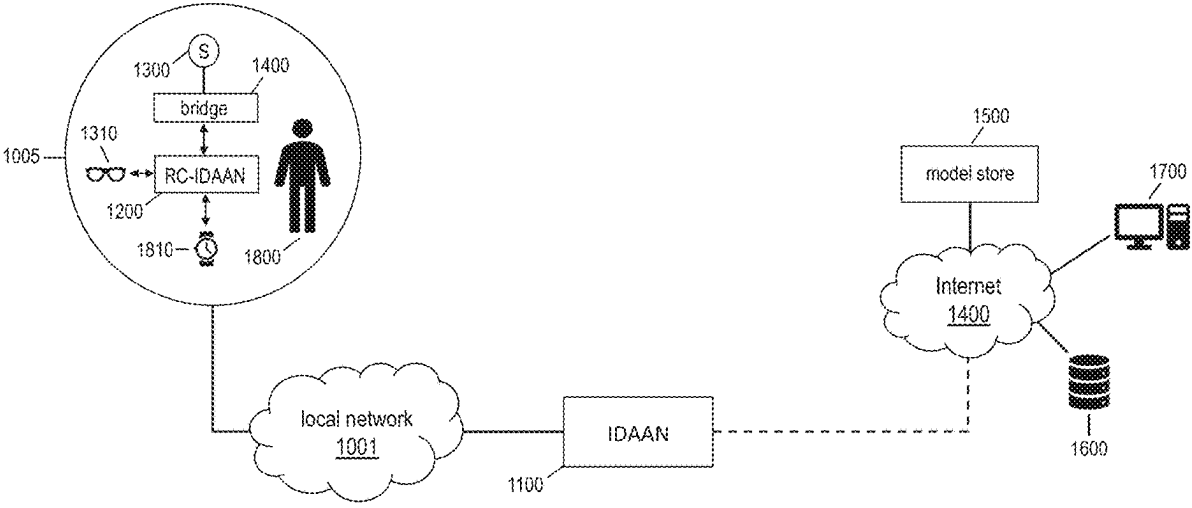 S
1300
1400
bridge
1310
1005
RC-IDAAN
1200
1810
1800
1500
model store
1700
Internet
1400
1600
local network
1001
IDAAN
1100